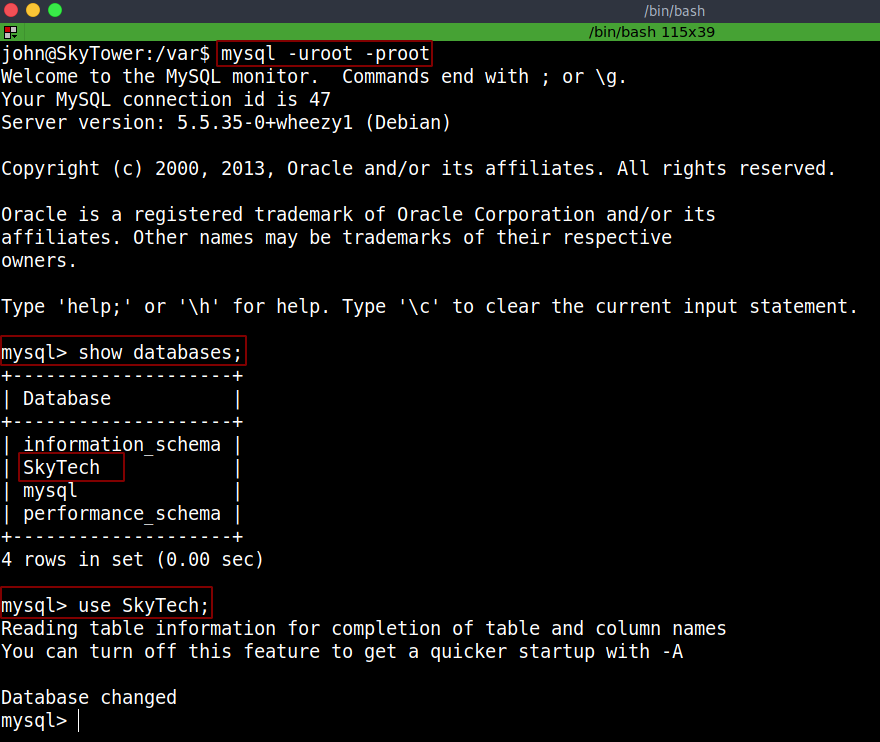 /bin/bash
/bin/bash 115x39
john@SkyTower:/var$ mysql -uroot -proot
Welcome to the MySQL monitor.  Commands end with ; or \g.
Your MySQL connection id is 47
Server version: 5.5.35-0+wheezy1 (Debian)

Copyright (c) 2000, 2013, Oracle and/or its affiliates. All rights reserved.

Oracle is a registered trademark of Oracle Corporation and/or its
affiliates. Other names may be trademarks of their respective
owners.

Type 'help;' or '\h' for help. Type '\c' to clear the current input statement.

mysql> show databases;
+--------------------+
| Database           |
+--------------------+
| information_schema |
| SkyTech            |
| mysql              |
| performance_schema |
+--------------------+
4 rows in set (0.00 sec)

mysql> use SkyTech;
Reading table information for completion of table and column names
You can turn off this feature to get a quicker startup with -A

Database changed
mysql>